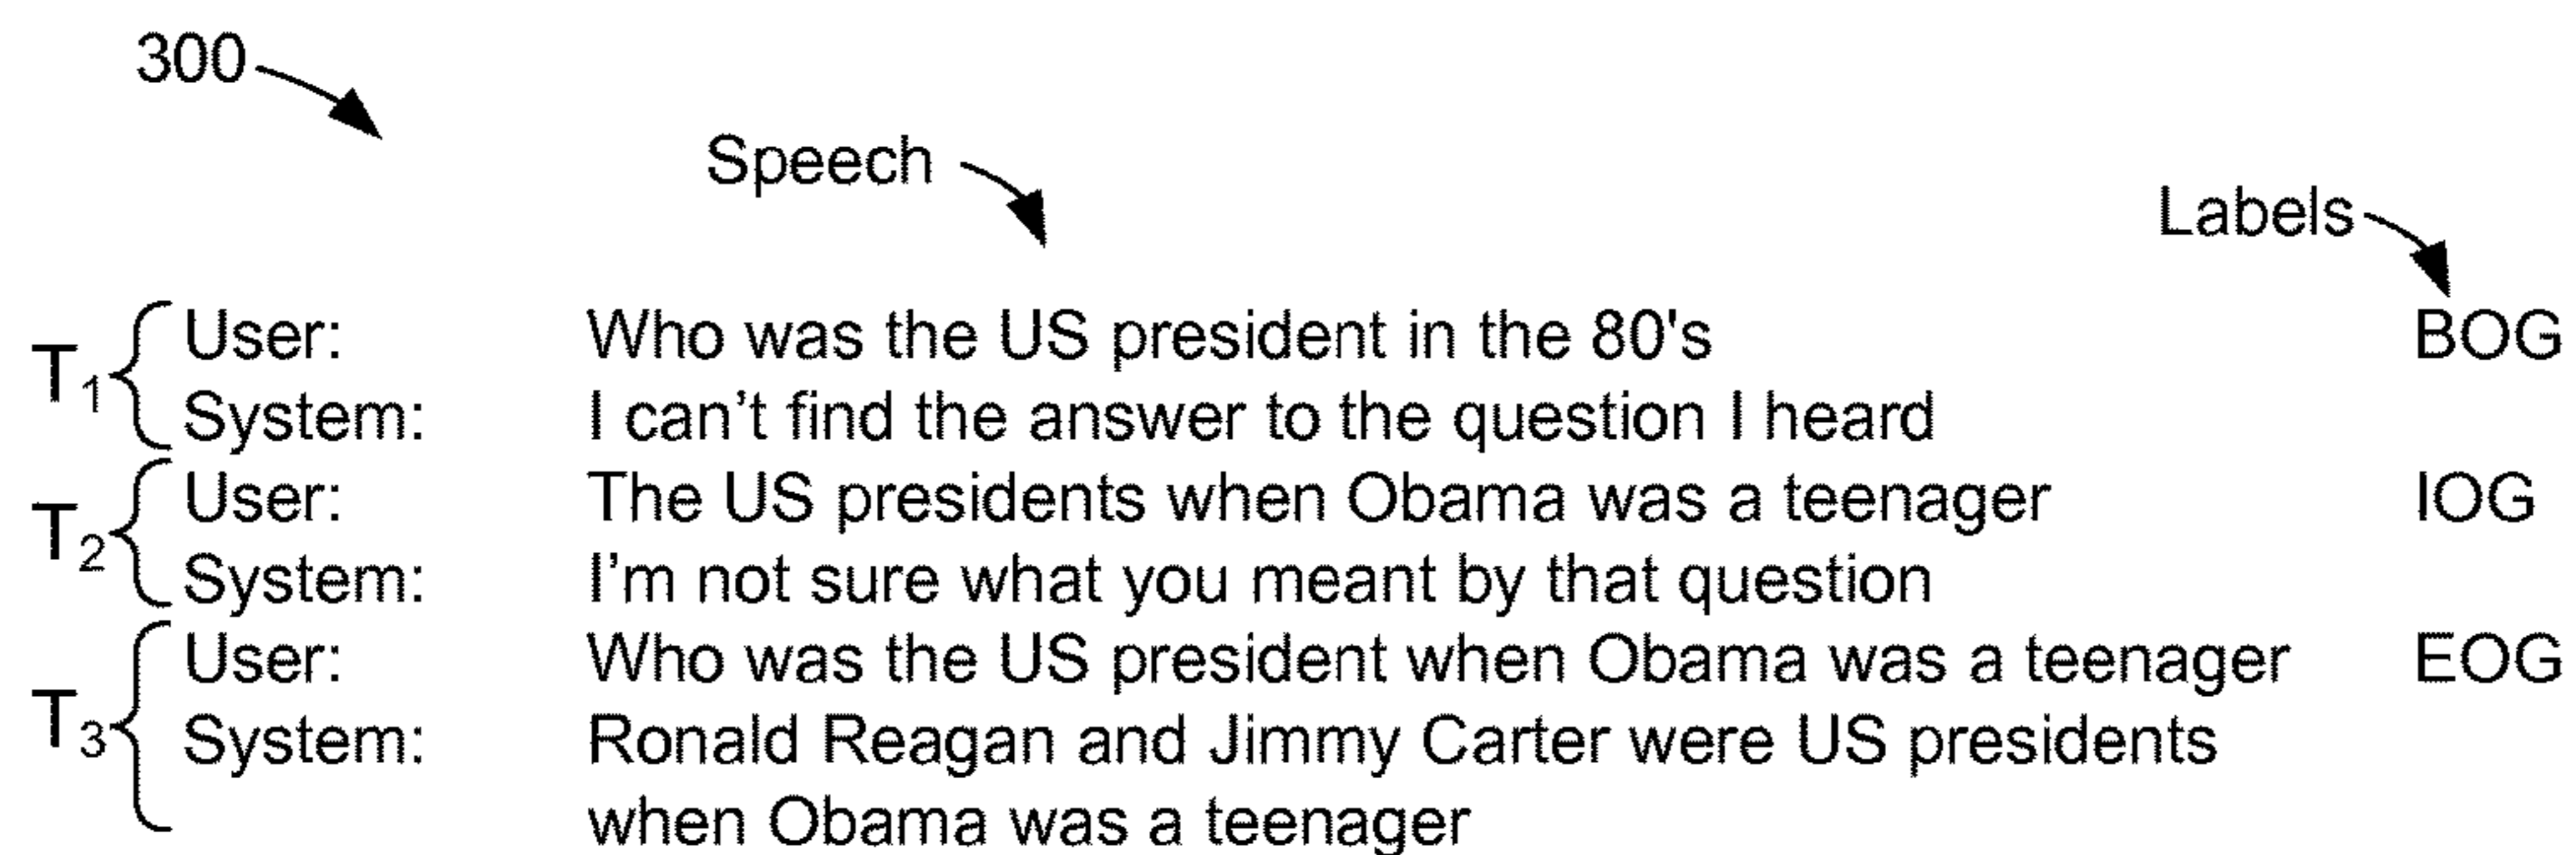 300
Speech
Labels
T1 User: Who was the US president in the 80's BOG
System: I can't find the answer to the question I heard
T2 User: The US presidents when Obama was a teenager IOG
System: I'm not sure what you meant by that question
T3 User: Who was the US president when Obama was a teenager EOG
System: Ronald Reagan and Jimmy Carter were US presidents
when Obama was a teenager